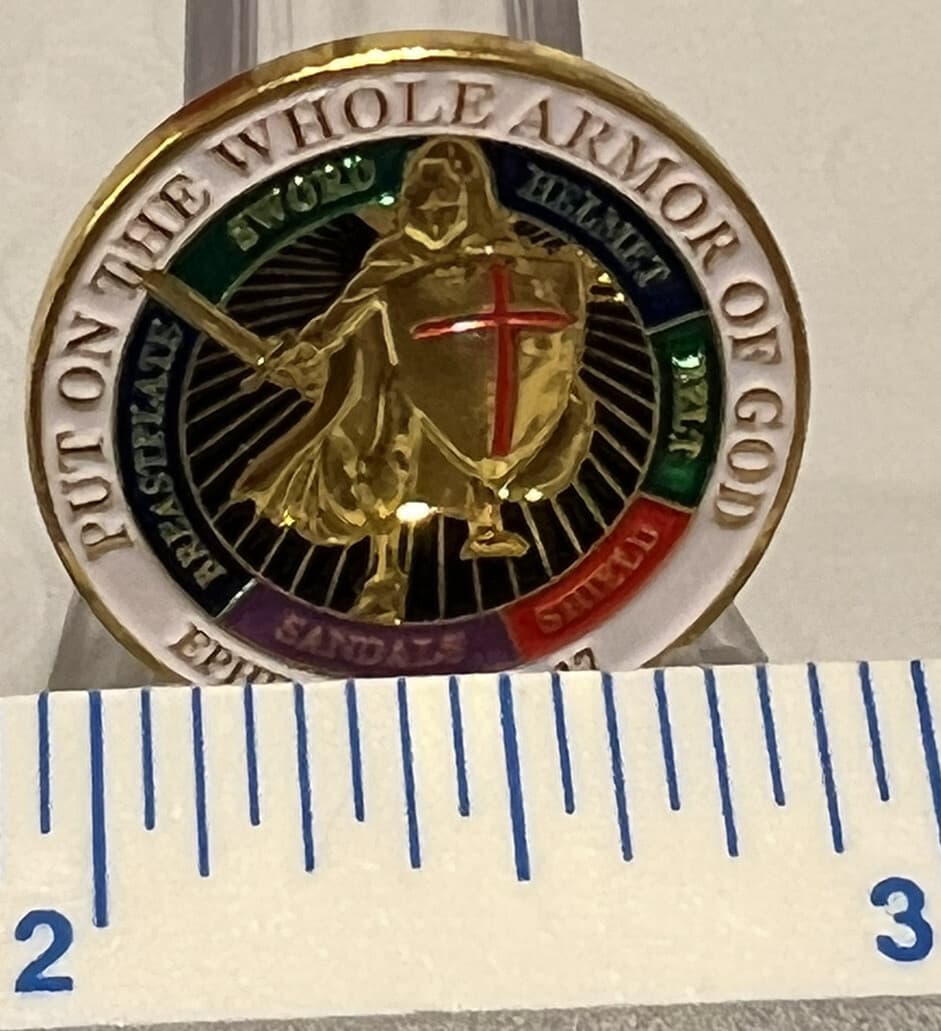 PUT ON THE WHOLE ARMOR OF GOD
SWORD
HELMET
BREASTPLATE
BELT
SHIELD
SANDALS
2
3